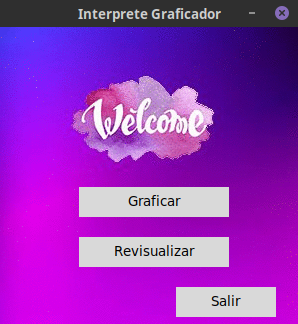 Interprete Graficador
Welcome
Graficar
Revisualizar
Salir